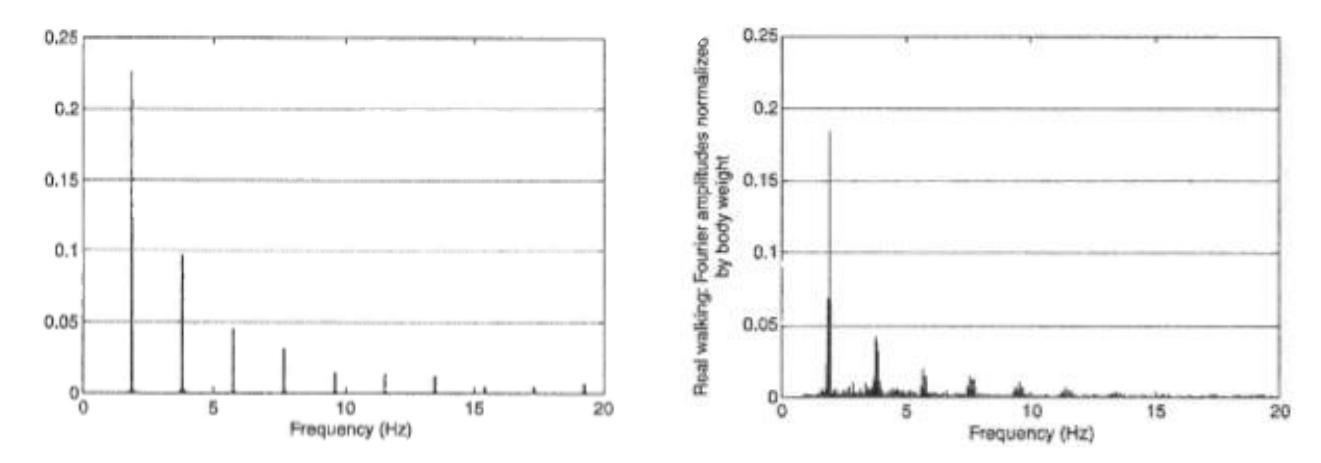 0.25
0.2
0.15
0.1
0.05
0
0 5 10 15 20
Frequency (Hz)
Real walking: Fourier amplitudes normalized
by body weight
0.25
0.2
0.15
0.1
0.05
0
5 10 15 20
Frequency (Hz)